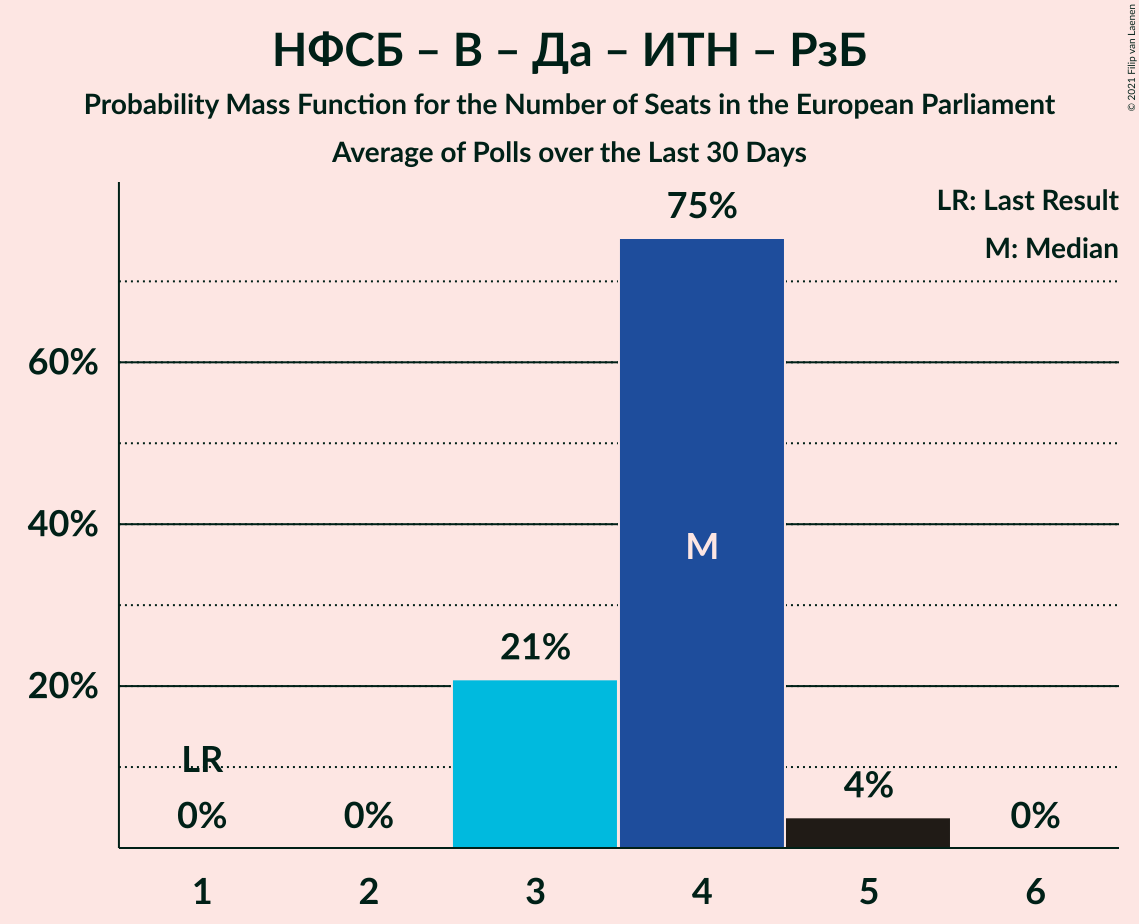 НФСБ – В – Да – ИТН – РзБ
Probability Mass Function for the Number of Seats in the European Parliament
Average of Polls over the Last 30 Days
© 2021 Filip van Laenen
LR: Last Result
M: Median
75%
60%
40%
M
21%
20%
LR
4%
0%
0%
0%
1 2 3 4 5 6